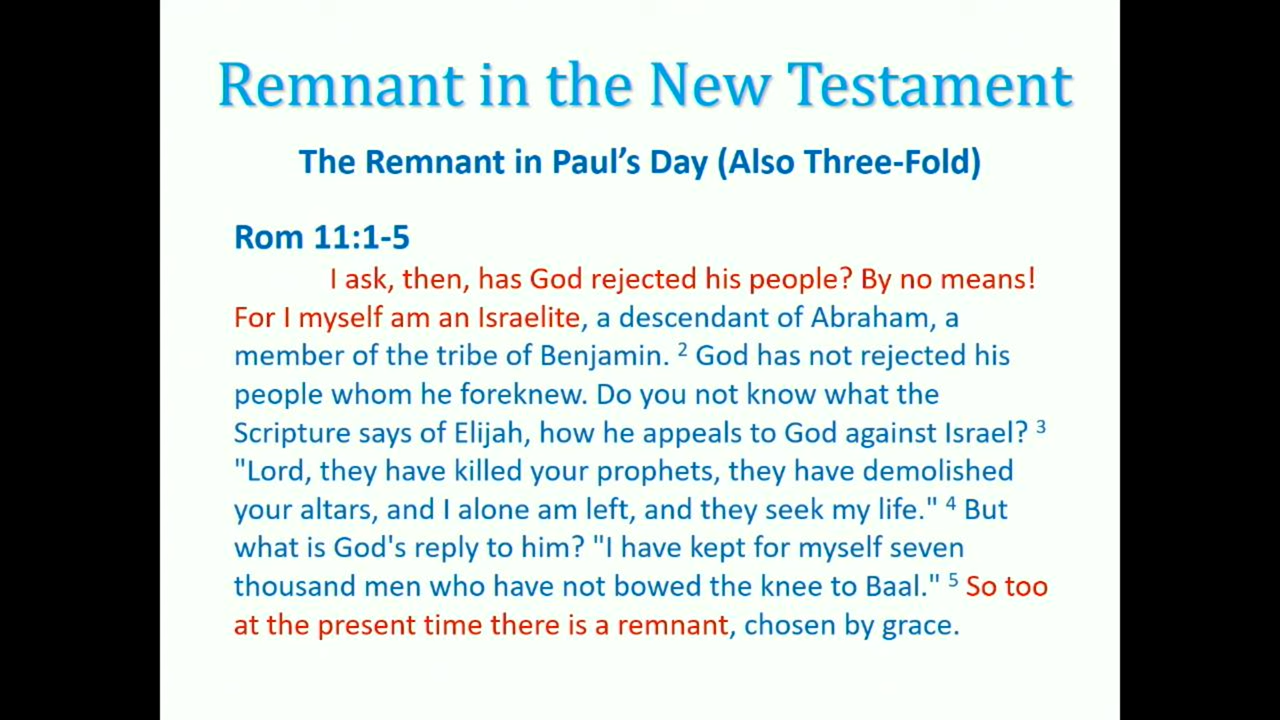 Remnant in the New Testament
The Remnant in Paul’s Day (Also Three-Fold)
Rom 11:1-5
I ask, then, has God rejected his people? By no means!
For I myself am an Israelite, a descendant of Abraham, a
member of the tribe of Benjamin. ² God has not rejected his
people whom he foreknew. Do you not know what the
Scripture says of Elijah, how he appeals to God against Israel? ³
"Lord, they have killed your prophets, they have demolished
your altars, and I alone am left, and they seek my life." ⁴ But
what is God's reply to him? "I have kept for myself seven
thousand men who have not bowed the knee to Baal." ⁵ So too
at the present time there is a remnant, chosen by grace.